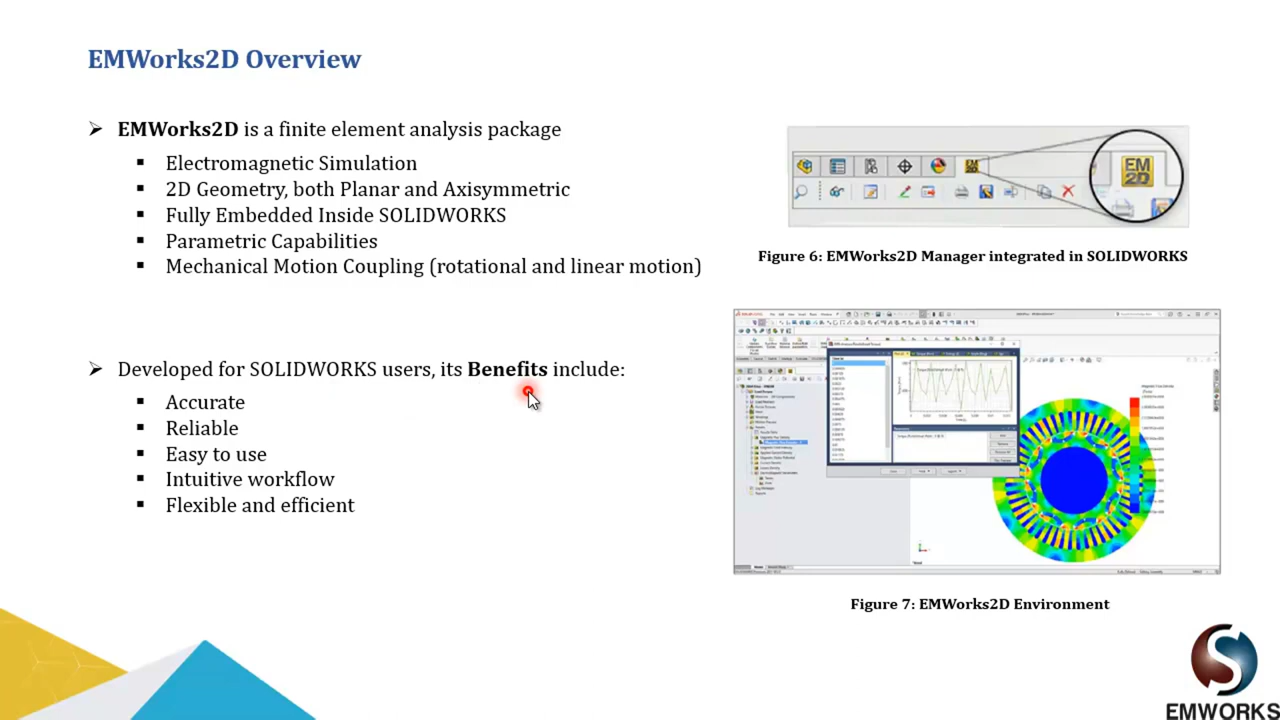 EMWorks2D Overview
EMWorks2D is a finite element analysis package
Electromagnetic Simulation
2D Geometry, both Planar and Axisymmetric
Fully Embedded Inside SOLIDWORKS
Parametric Capabilities
Mechanical Motion Coupling (rotational and linear motion)
EM
2D
Figure 6: EMWorks2D Manager integrated in SOLIDWORKS
Developed for SOLIDWORKS users, its Benefits include:
Accurate
Reliable
Easy to use
Intuitive workflow
Flexible and efficient
Figure 7: EMWorks2D Environment
EMWORKS